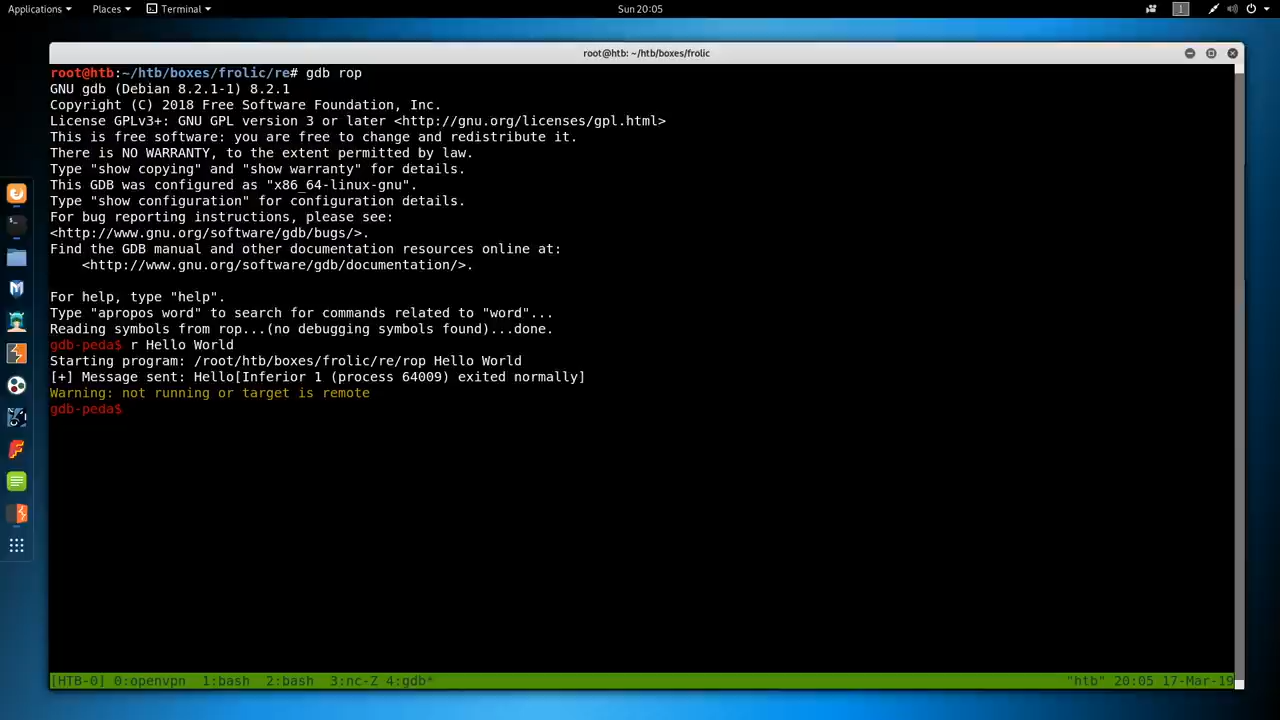 Applications Places Terminal Sun 20:05 1
root@htb: ~/htb/boxes/frolic
root@htb:~/htb/boxes/frolic/re# gdb rop
GNU gdb (Debian 8.2.1-1) 8.2.1
Copyright (C) 2018 Free Software Foundation, Inc.
License GPLv3+: GNU GPL version 3 or later <http://gnu.org/licenses/gpl.html>
This is free software: you are free to change and redistribute it.
There is NO WARRANTY, to the extent permitted by law.
Type "show copying" and "show warranty" for details.
This GDB was configured as "x86_64-linux-gnu".
Type "show configuration" for configuration details.
For bug reporting instructions, please see:
<http://www.gnu.org/software/gdb/bugs/>.
Find the GDB manual and other documentation resources online at:
    <http://www.gnu.org/software/gdb/documentation/>.
For help, type "help".
Type "apropos word" to search for commands related to "word"...
Reading symbols from rop...(no debugging symbols found)...done.
gdb-peda$ r Hello World
Starting program: /root/htb/boxes/frolic/re/rop Hello World
[+] Message sent: Hello[Inferior 1 (process 64009) exited normally]
Warning: not running or target is remote
gdb-peda$
[HTB-0] 0:openvpn  1:bash  2:bash  3:nc-Z 4:gdb* "htb" 20:05 17-Mar-19